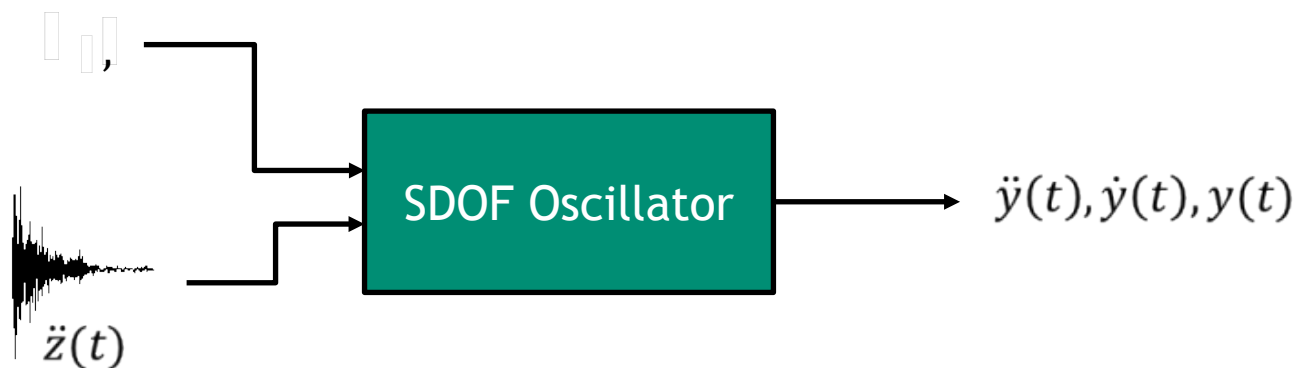 ,
SDOF Oscillator
ÿ(t), ẏ(t), y(t)
z̈(t)